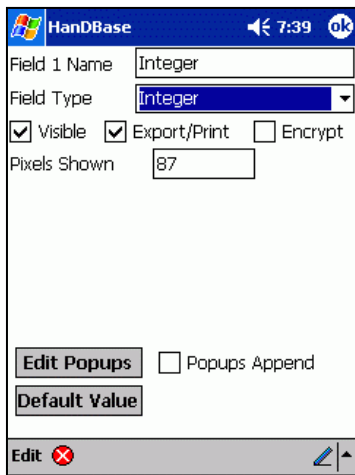 HanDBase 7:39 ok
Field 1 Name Integer
Field Type Integer
Visible Export/Print Encrypt
Pixels Shown 87
Edit Popups Popups Append
Default Value
Edit